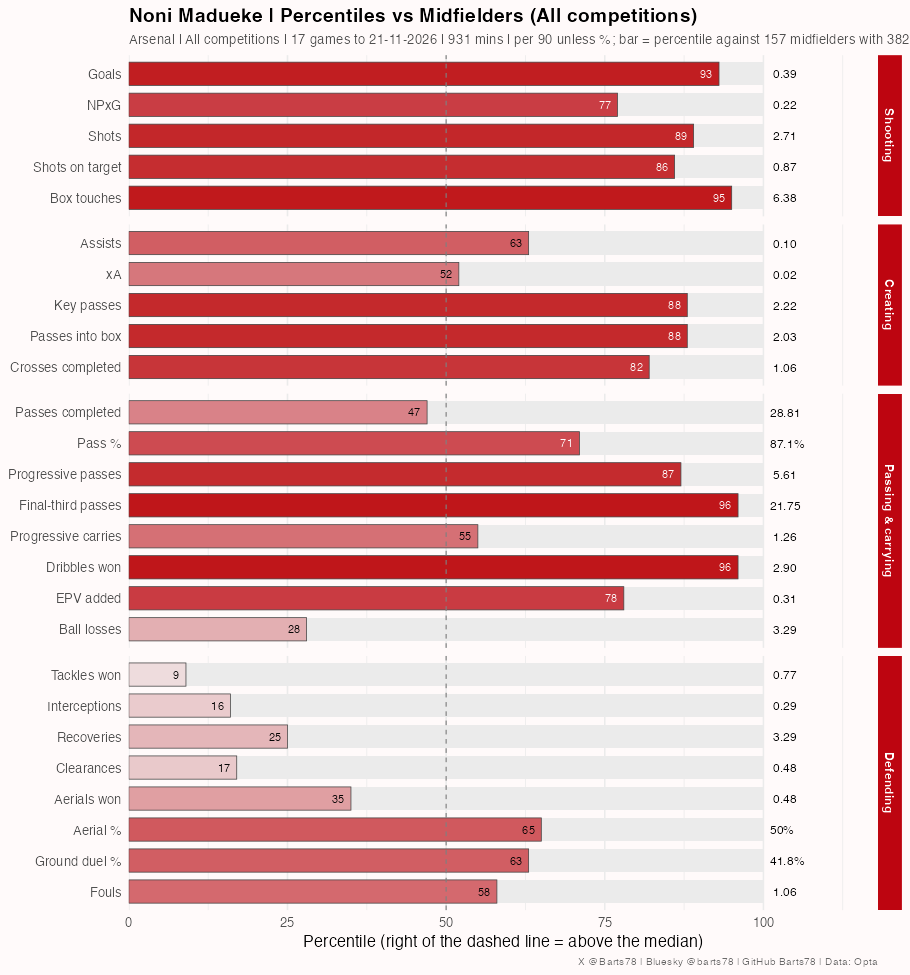 Noni Madueke | Percentiles vs Midfielders (All competitions)
Arsenal | All competitions | 17 games to 21-11-2026 | 931 mins | per 90 unless %; bar = percentile against 157 midfielders with 382
Goals 93 0.39
NPxG 77 0.22
Shots 89 2.71
Shots on target 86 0.87
Box touches 95 6.38
Shooting
Assists 63 0.10
xA 52 0.02
Key passes 88 2.22
Passes into box 88 2.03
Crosses completed 82 1.06
Creating
Passes completed 47 28.81
Pass % 71 87.1%
Progressive passes 87 5.61
Final-third passes 96 21.75
Progressive carries 55 1.26
Dribbles won 96 2.90
EPV added 78 0.31
Ball losses 28 3.29
Passing & carrying
Tackles won 9 0.77
Interceptions 16 0.29
Recoveries 25 3.29
Clearances 17 0.48
Aerials won 35 0.48
Aerial % 65 50%
Ground duel % 63 41.8%
Fouls 58 1.06
Defending
0 25 50 75 100
Percentile (right of the dashed line = above the median)
X @Barts78 | Bluesky @barts78 | GitHub Barts78 | Data: Opta